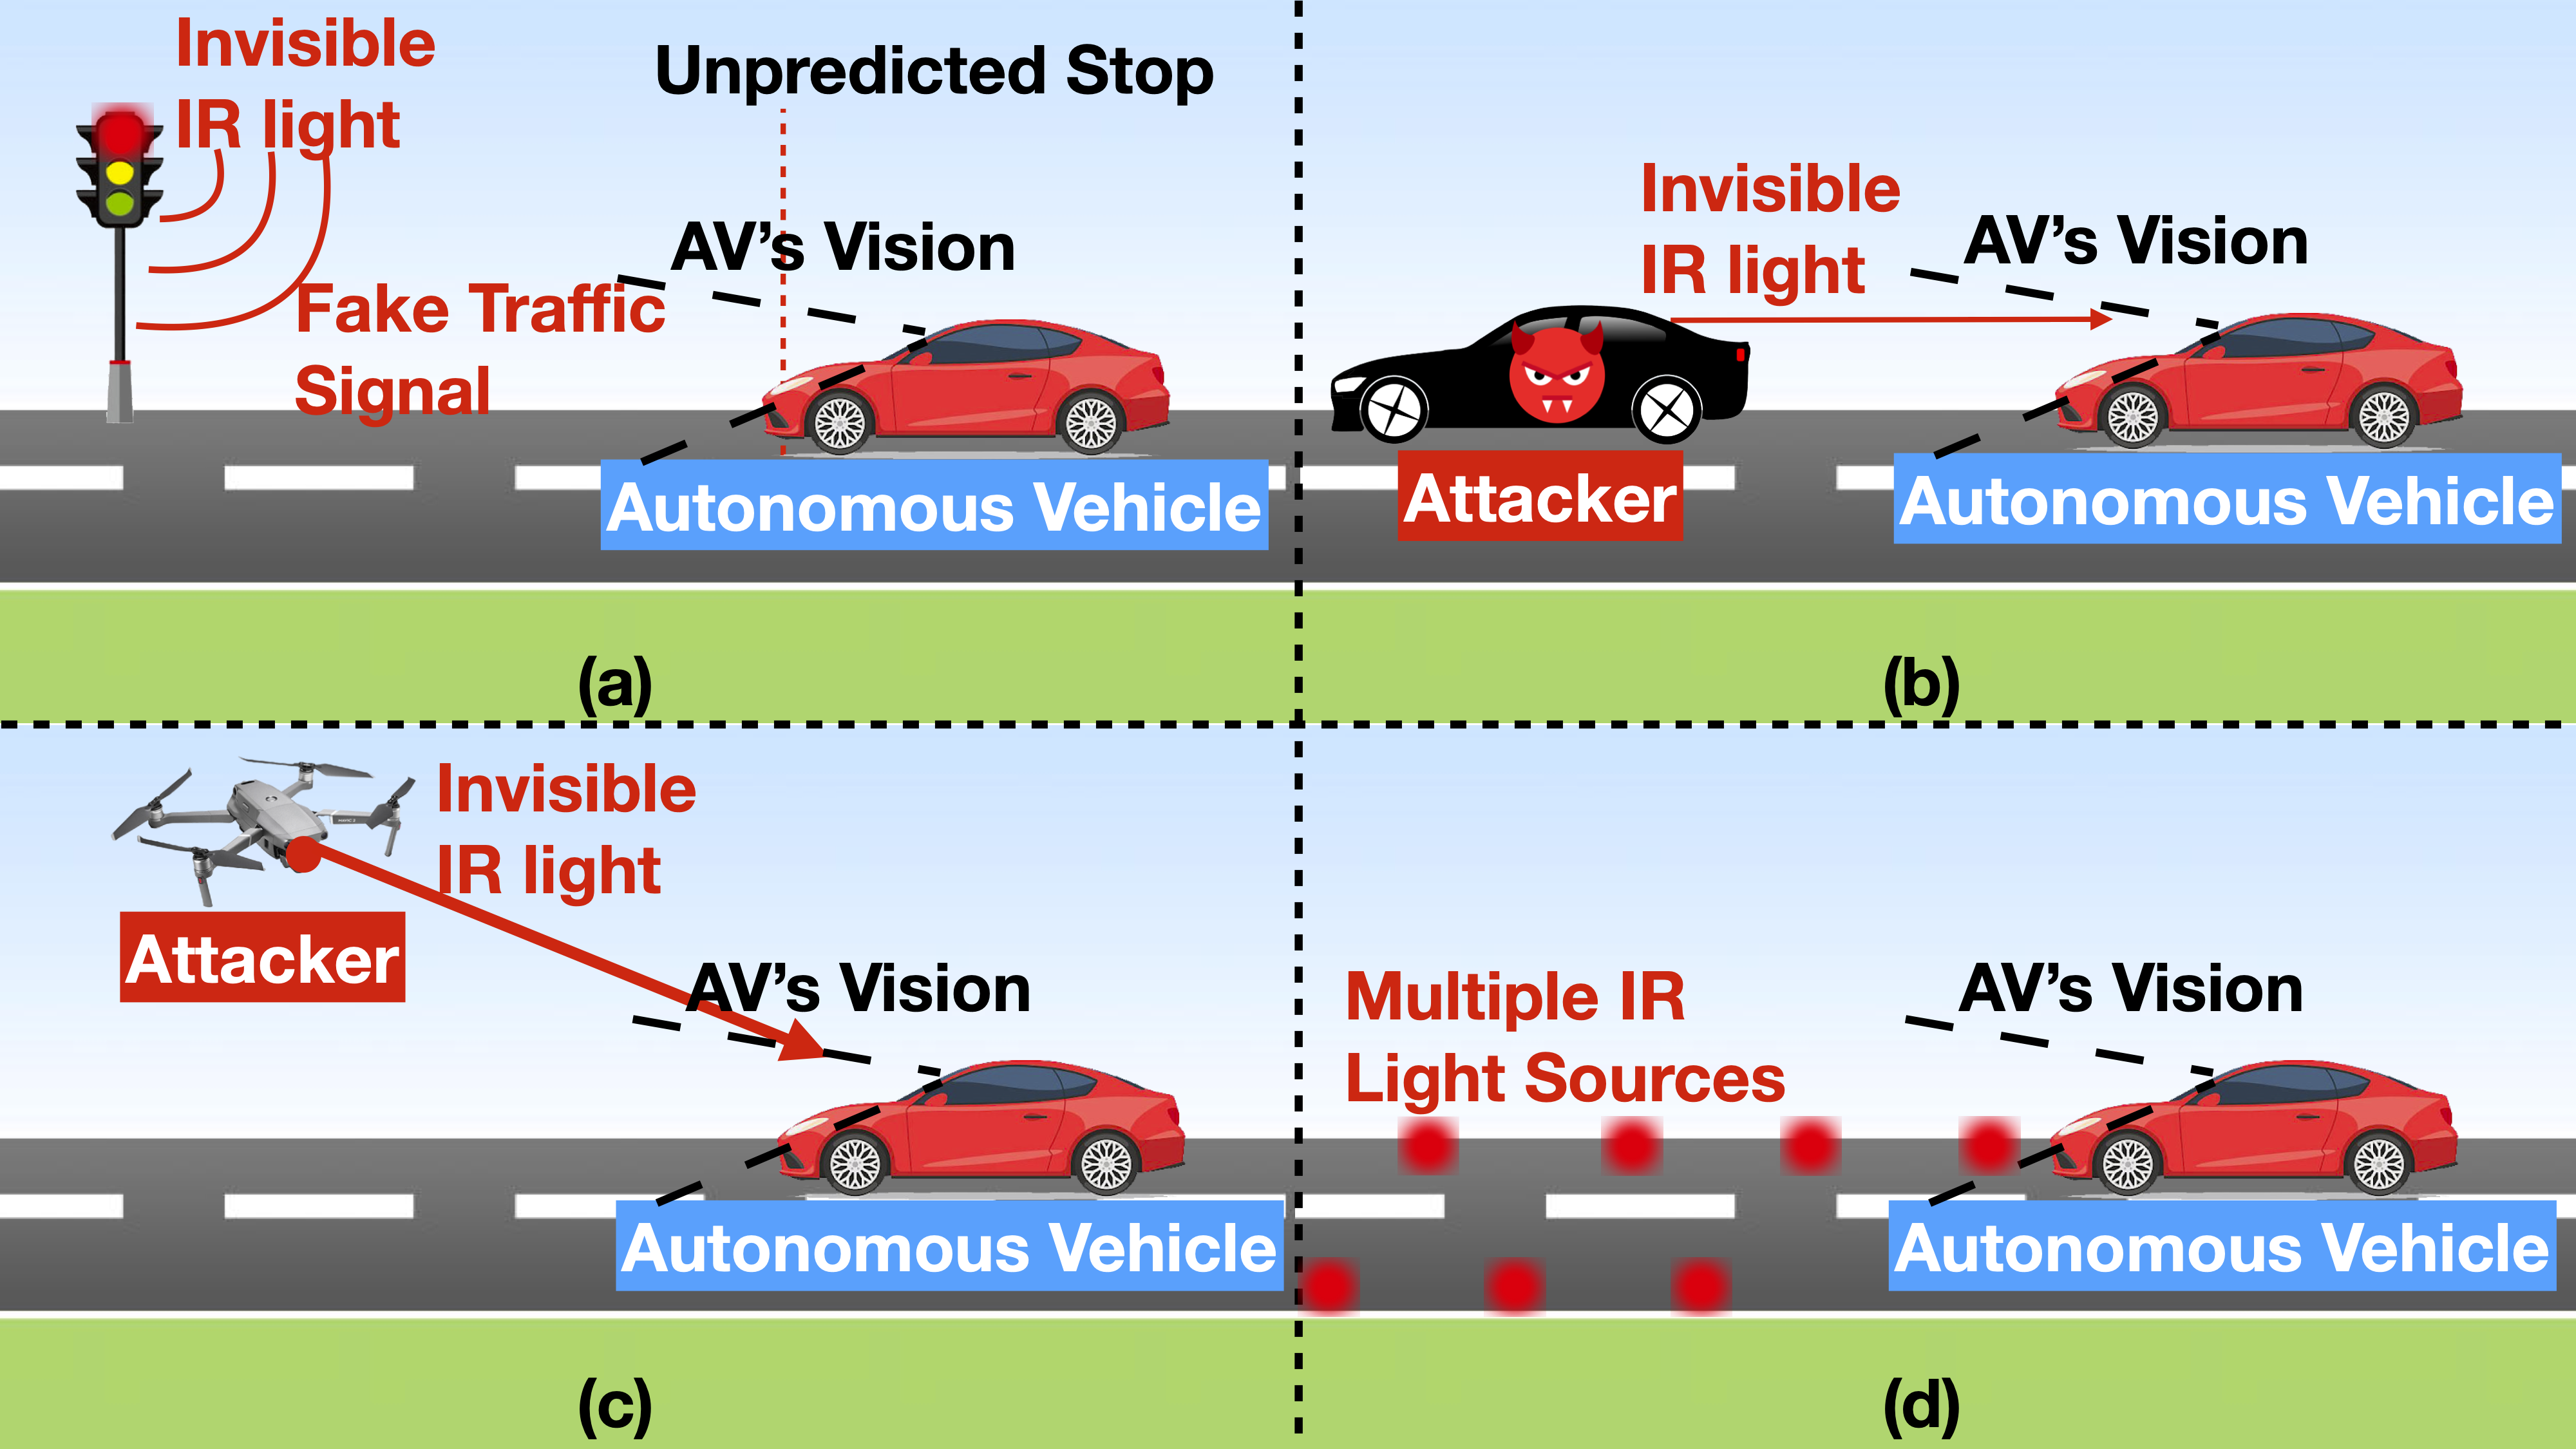 Invisible
IR light
Unpredicted Stop
AV's Vision
Fake Traffic
Signal
Autonomous Vehicle
(a)
Invisible
IR light
AV's Vision
Attacker
Autonomous Vehicle
(b)
Invisible
IR light
Attacker
AV's Vision
Autonomous Vehicle
(c)
Multiple IR
Light Sources
AV's Vision
Autonomous Vehicle
(d)